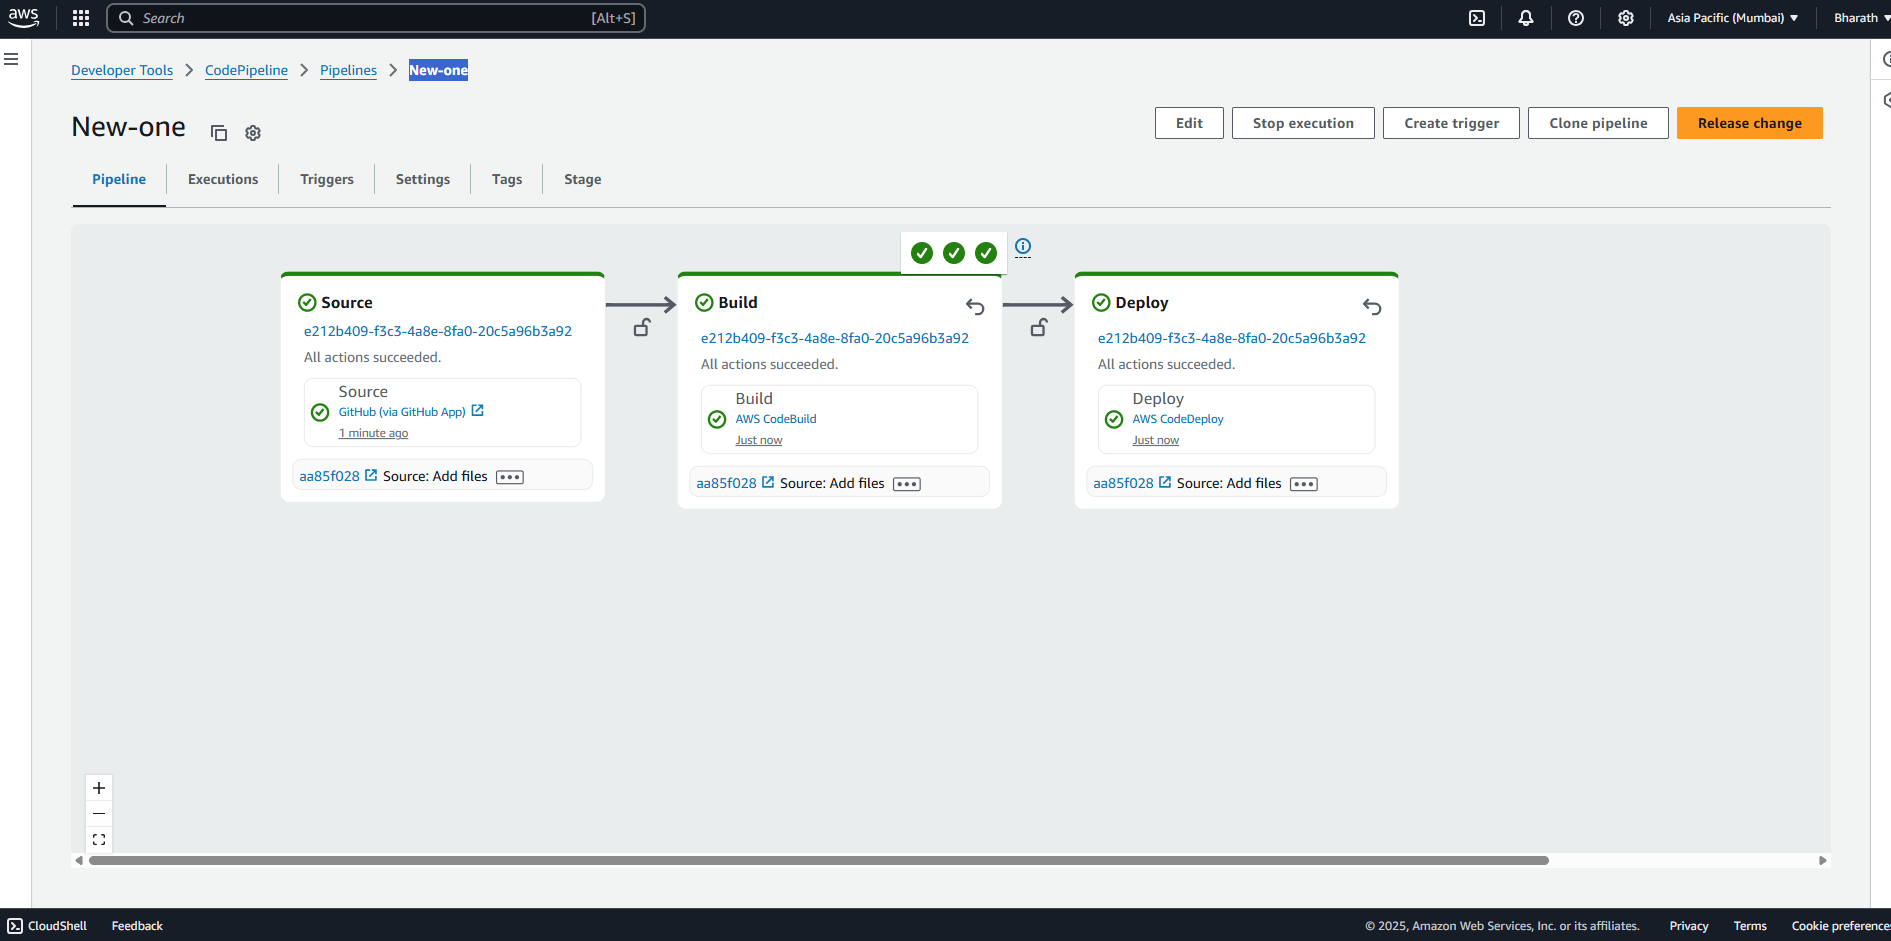 aws
Search [Alt+S]
Asia Pacific (Mumbai)
Bharath
Developer Tools
CodePipeline
Pipelines
New-one
New-one
Edit
Stop execution
Create trigger
Clone pipeline
Release change
Pipeline
Executions
Triggers
Settings
Tags
Stage
Source
e212b409-f3c3-4a8e-8fa0-20c5a96b3a92
All actions succeeded.
Source
GitHub (via GitHub App)
1 minute ago
aa85f028 Source: Add files
Build
e212b409-f3c3-4a8e-8fa0-20c5a96b3a92
All actions succeeded.
Build
AWS CodeBuild
Just now
aa85f028 Source: Add files
Deploy
e212b409-f3c3-4a8e-8fa0-20c5a96b3a92
All actions succeeded.
Deploy
AWS CodeDeploy
Just now
aa85f028 Source: Add files
CloudShell
Feedback
© 2025, Amazon Web Services, Inc. or its affiliates.
Privacy
Terms
Cookie preferences